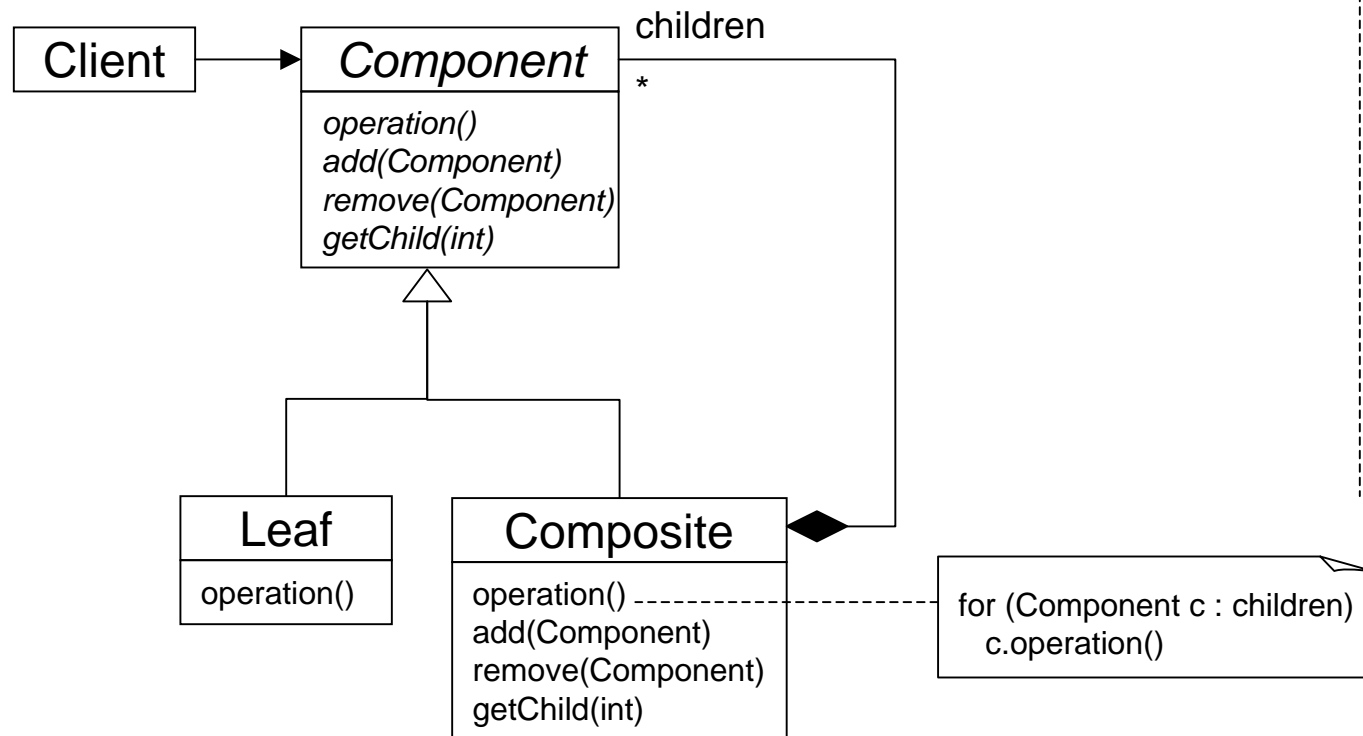 Client
Component
children
*
operation()
add(Component)
remove(Component)
getChild(int)
Leaf
operation()
Composite
operation()
add(Component)
remove(Component)
getChild(int)
for (Component c : children)
c.operation()